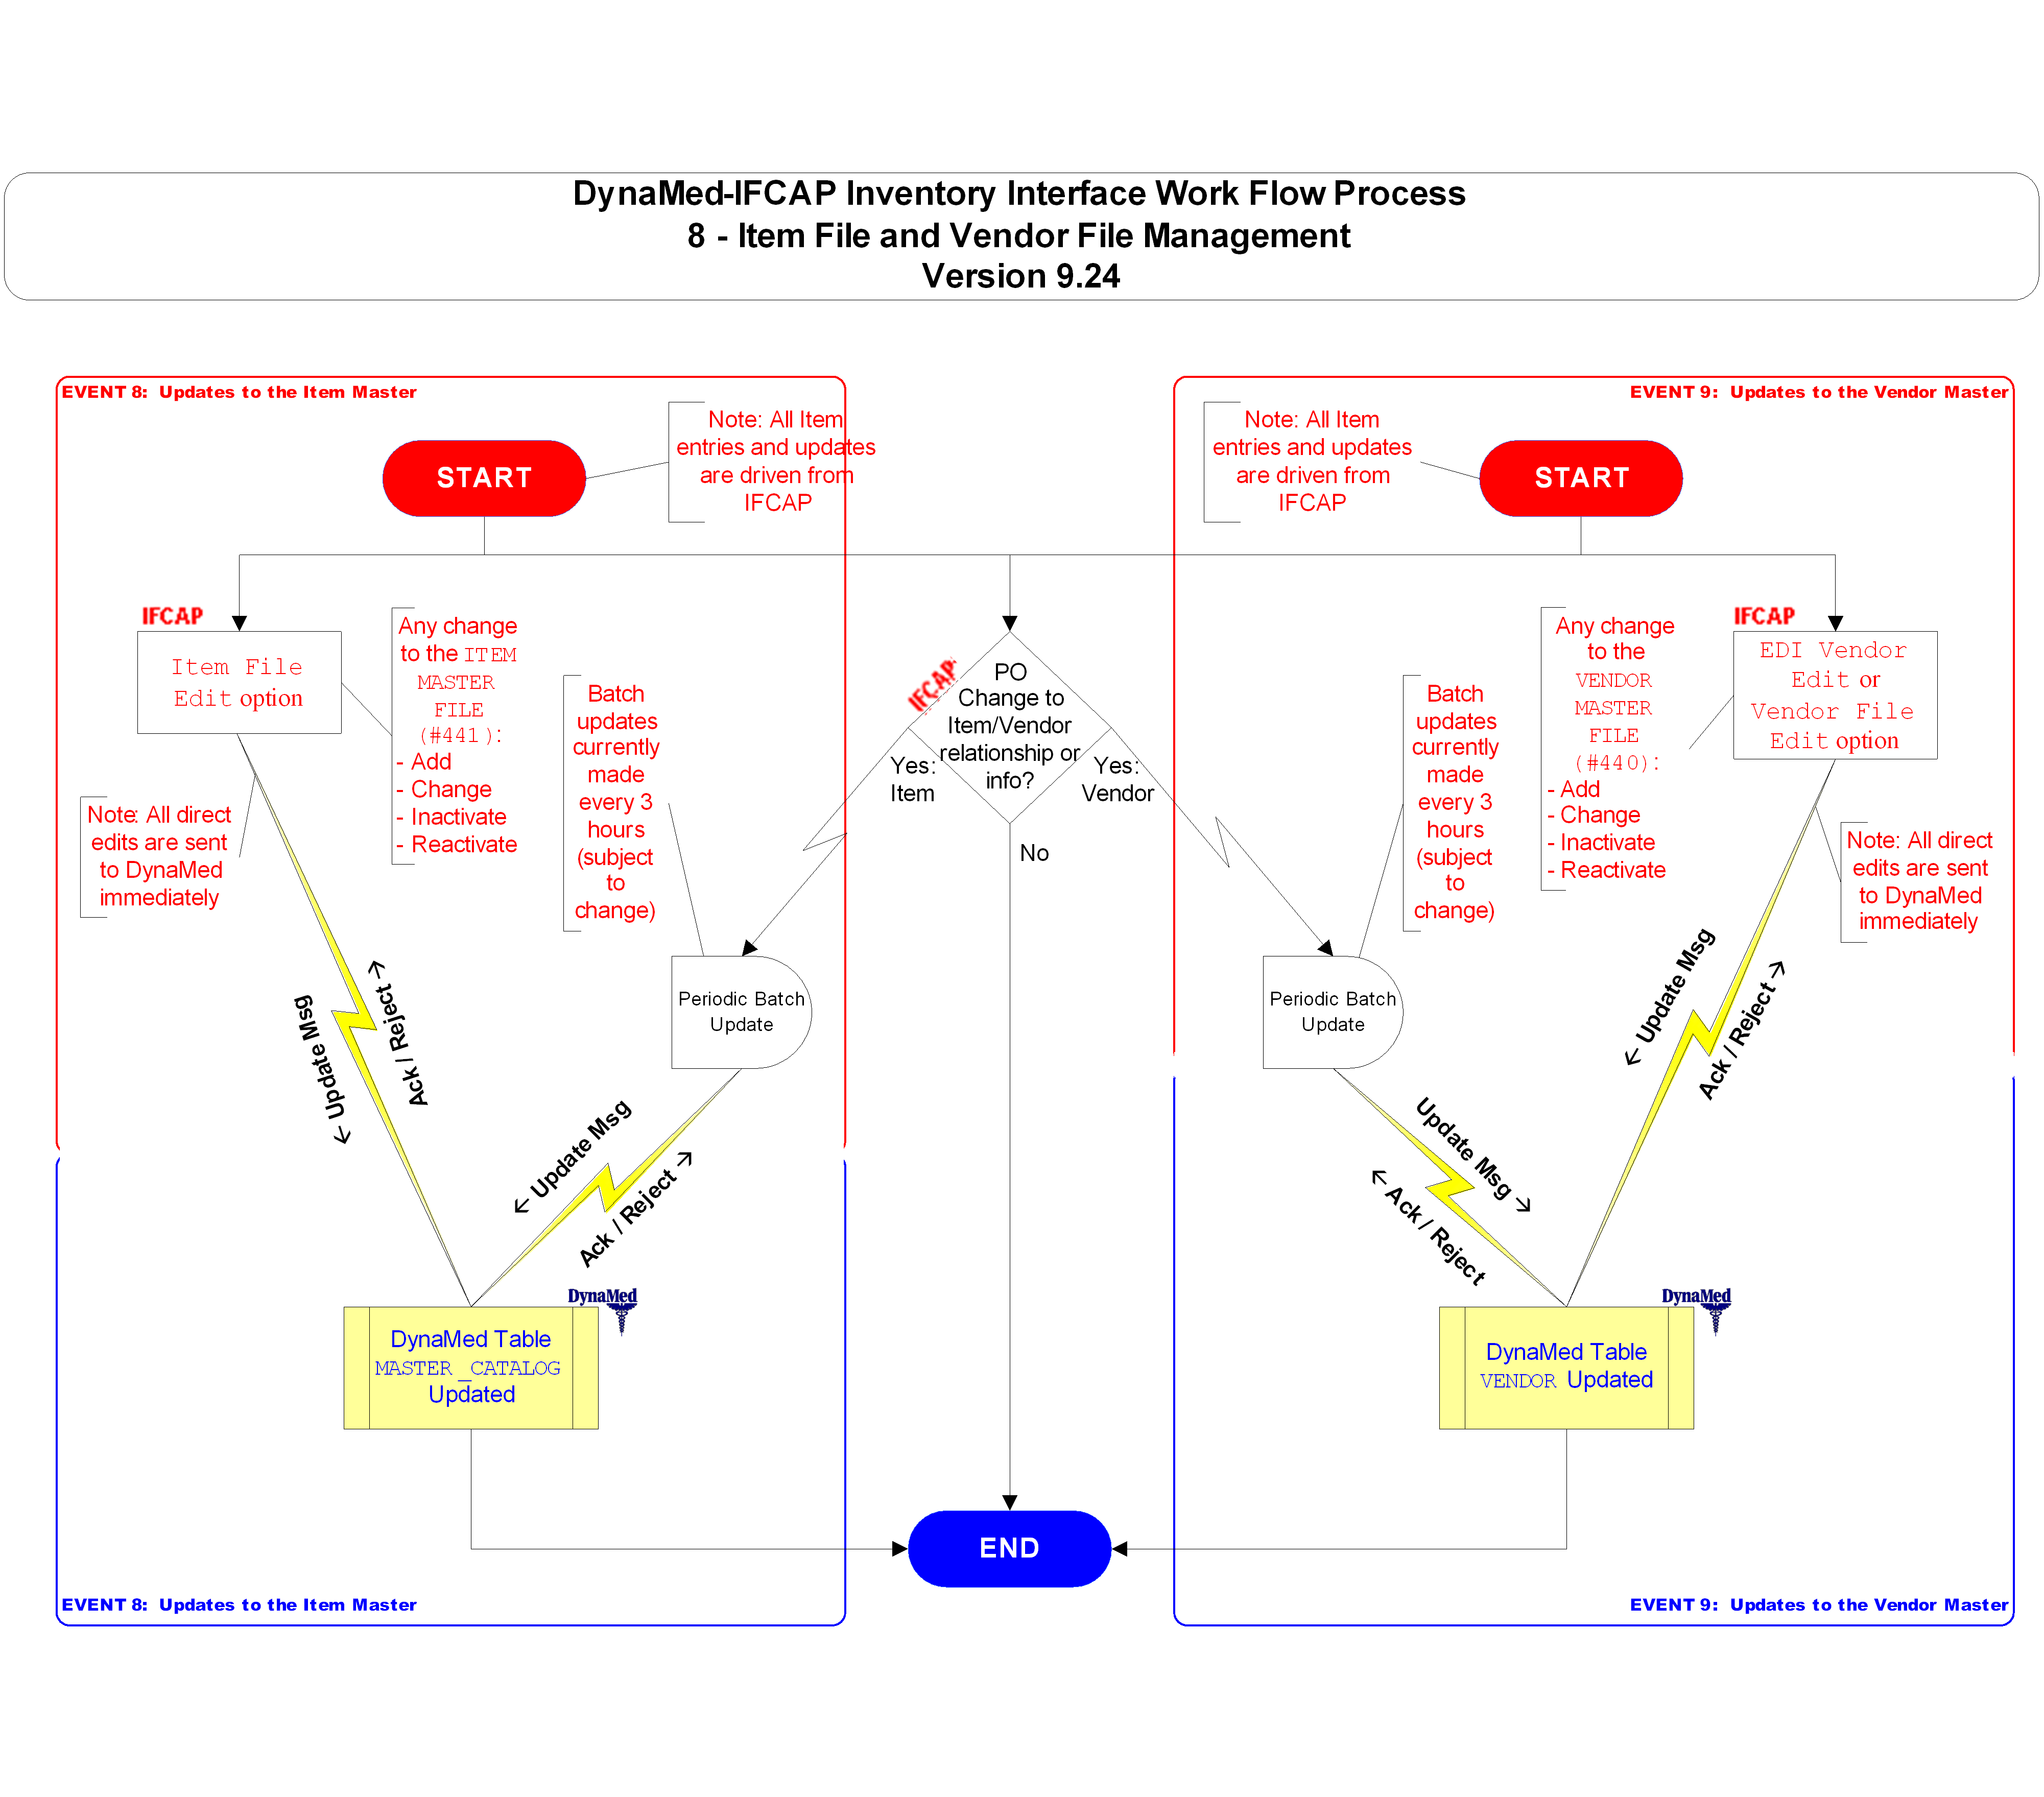 DynaMed-IFCAP Inventory Interface Work Flow Process
8 - Item File and Vendor File Management
Version 9.24
EVENT 8: Updates to the Item Master
Note: All Item
entries and updates
are driven from
IFCAP
START
IFCAP
Item File
Edit option
Any change
to the ITEM
MASTER
FILE
(#441):
- Add
- Change
- Inactivate
- Reactivate
Note: All direct
edits are sent
to DynaMed
immediately
Batch
updates
currently
made
every 3
hours
(subject
to
change)
Periodic Batch
Update
← Update Msg
Ack / Reject →
← Update Msg
Ack / Reject →
DynaMed
DynaMed Table
MASTER_CATALOG
Updated
EVENT 8: Updates to the Item Master
IFCAP
PO
Change to
Item/Vendor
relationship or
info?
Yes:
Item
Yes:
Vendor
No
END
EVENT 9: Updates to the Vendor Master
Note: All Item
entries and updates
are driven from
IFCAP
START
IFCAP
EDI Vendor
Edit or
Vendor File
Edit option
Any change
to the
VENDOR
MASTER
FILE
(#440):
- Add
- Change
- Inactivate
- Reactivate
Note: All direct
edits are sent
to DynaMed
immediately
Batch
updates
currently
made
every 3
hours
(subject
to
change)
Periodic Batch
Update
Update Msg →
← Ack / Reject
← Update Msg
Ack / Reject →
DynaMed
DynaMed Table
VENDOR Updated
EVENT 9: Updates to the Vendor Master